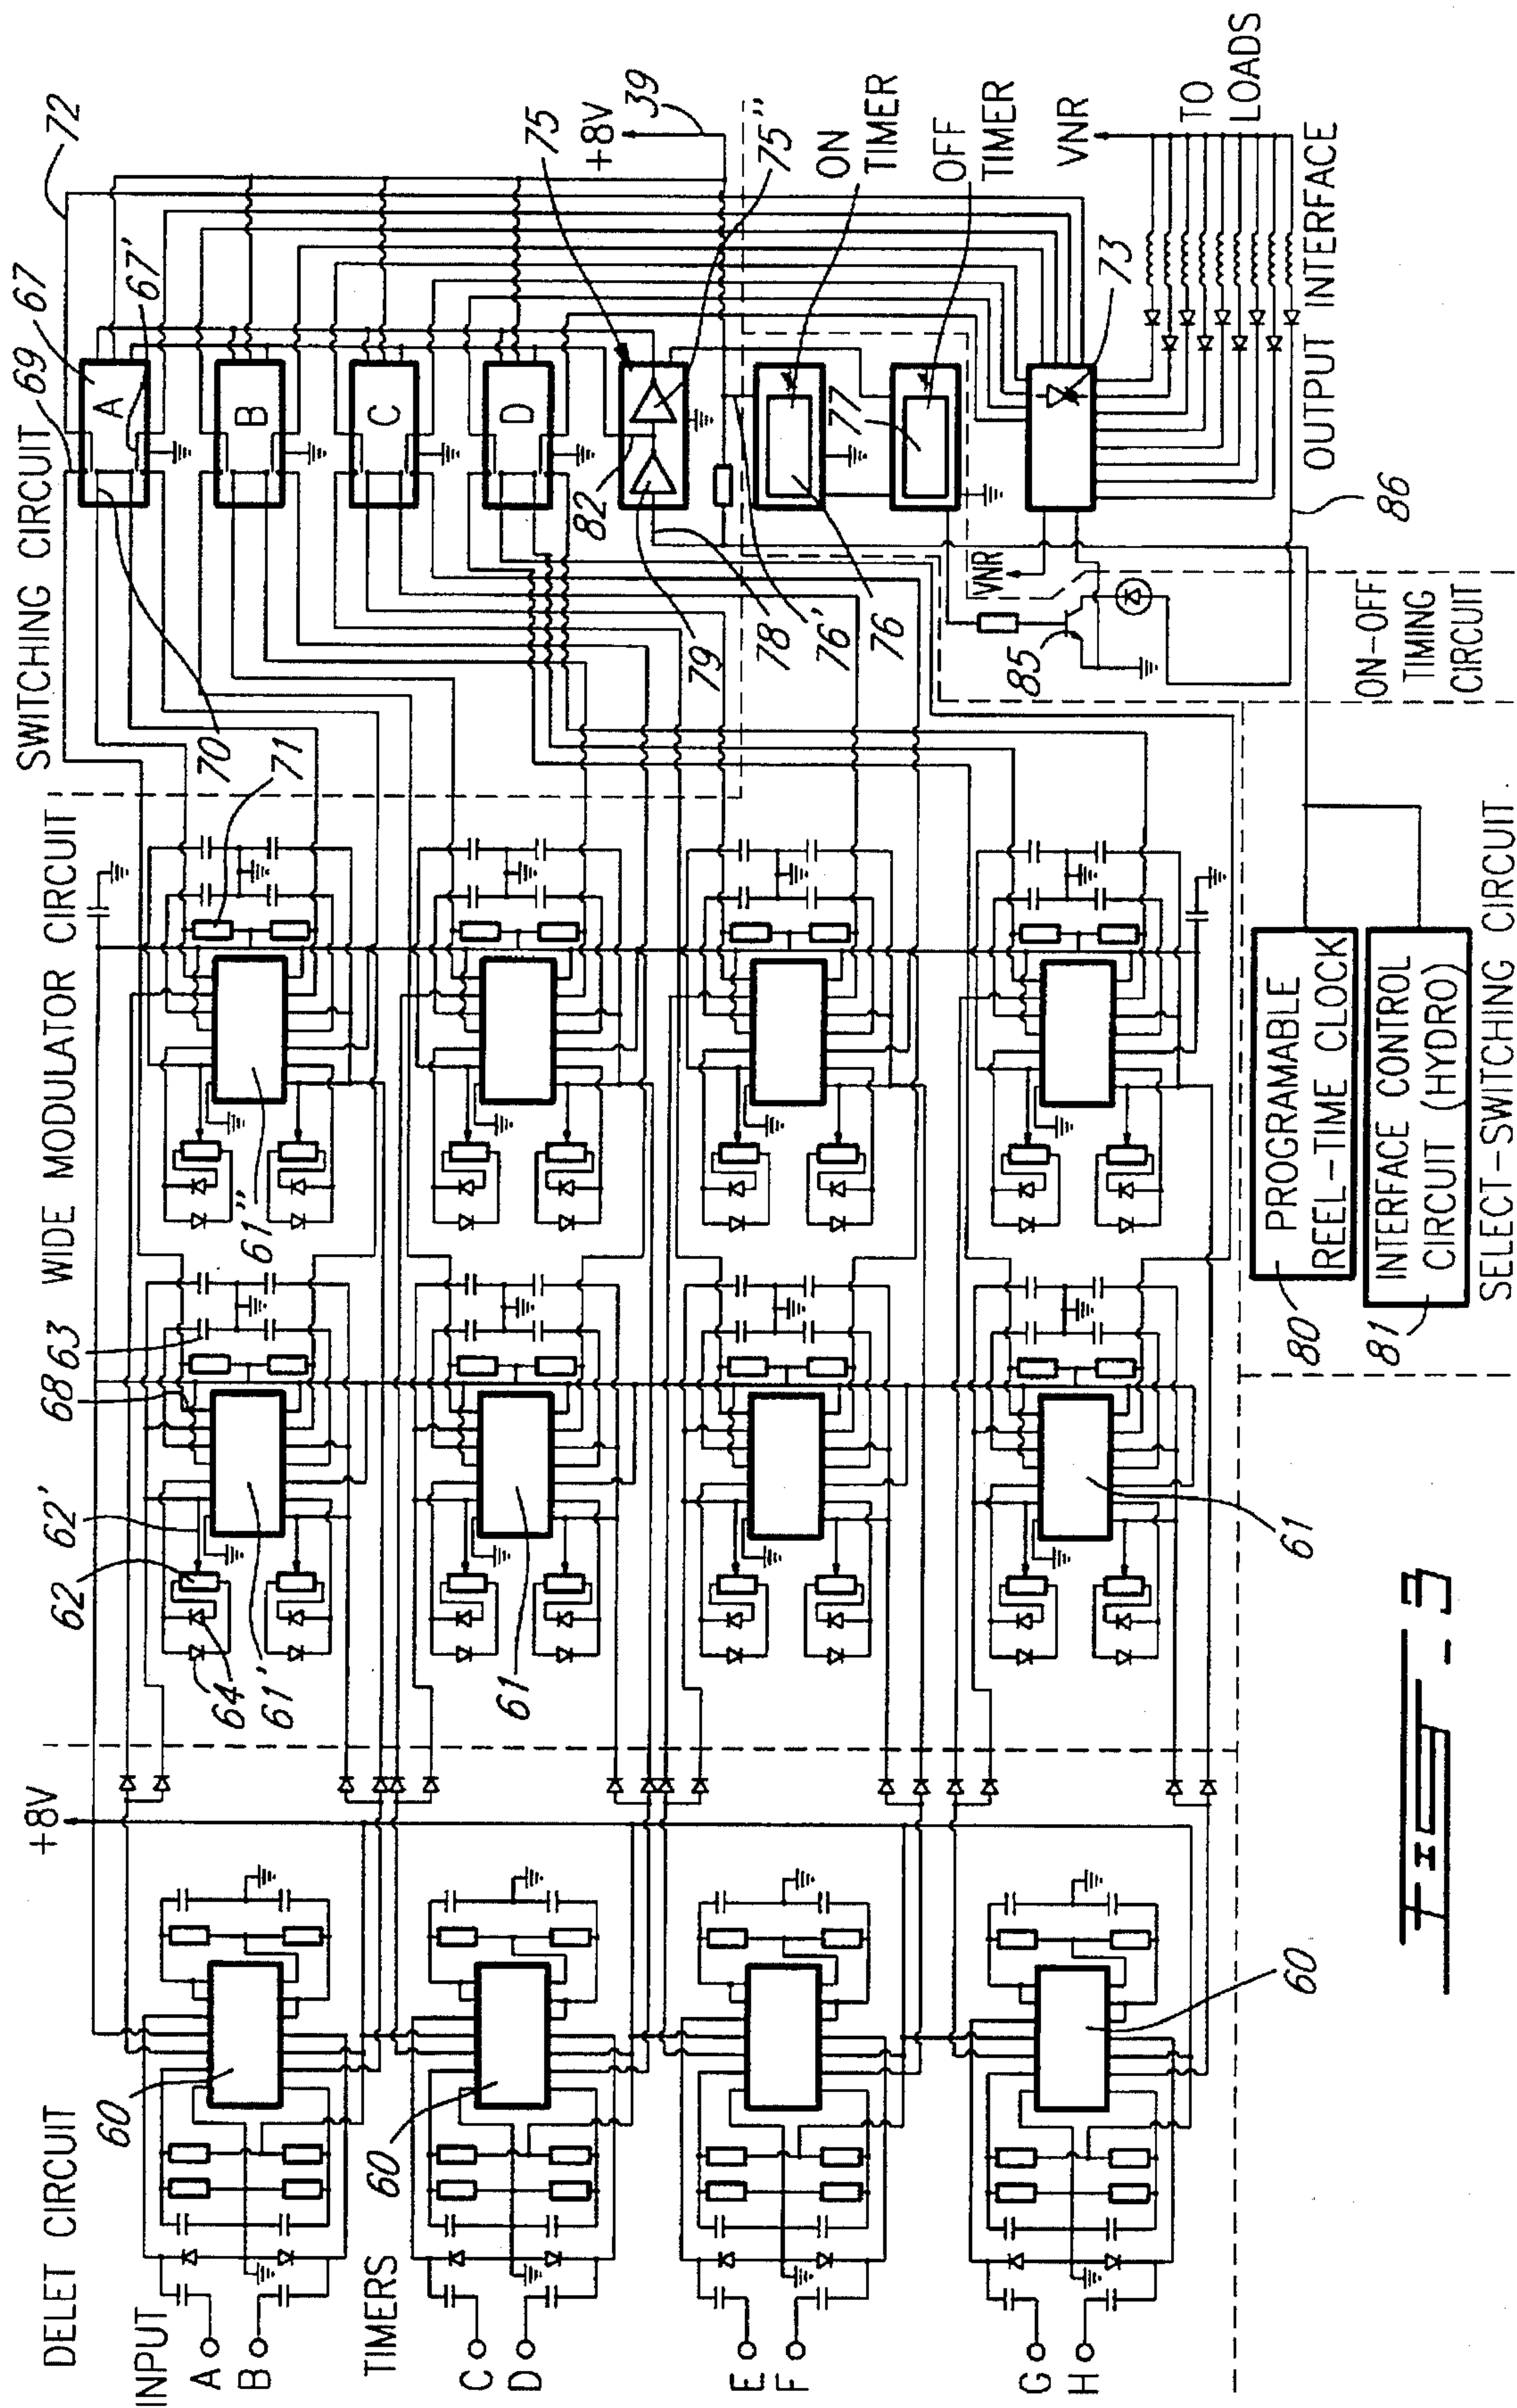 DELET CIRCUIT
+8V
WIDE MODULATOR CIRCUIT
SWITCHING CIRCUIT
INPUT
A
B
TIMERS
C
D
E
F
G
H
60
60
60
62
62'
68
63
64
61'
61"
61
61
71
70
69
67
67'
72
A
B
C
D
75
+8V
39
75"
82
79
78
76'
76
77
ON
TIMER
OFF
TIMER
VNR
VNR
73
TO
LOADS
OUTPUT INTERFACE
85
86
ON-OFF
TIMING
CIRCUIT
PROGRAMABLE
REEL-TIME CLOCK
80
INTERFACE CONTROL
CIRCUIT (HYDRO)
81
SELECT-SWITCHING CIRCUIT.
FIG-3